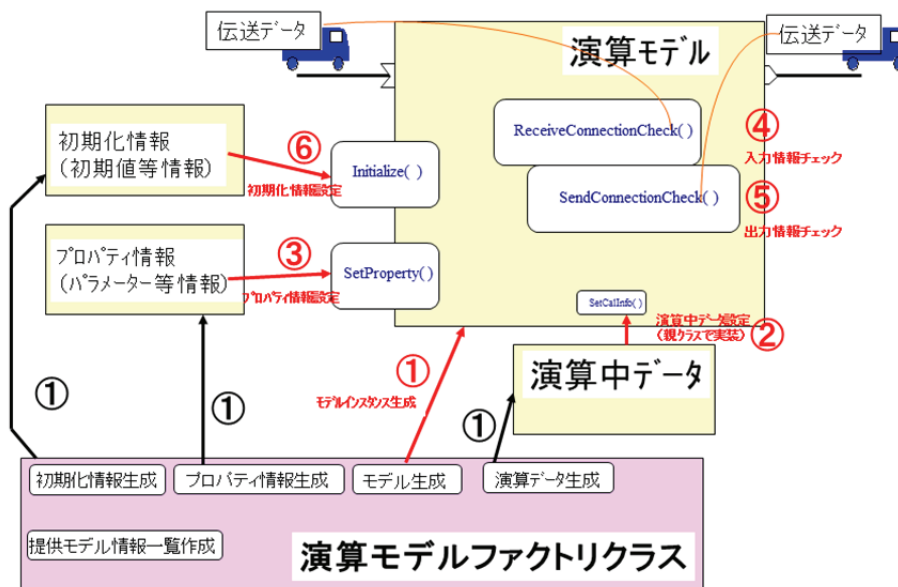 伝送データ
伝送データ
演算モデル
ReceiveConnectionCheck( )
④
入力情報チェック
初期化情報
(初期値等情報)
⑥
初期化情報設定
Initialize( )
SendConnectionCheck( )
⑤
出力情報チェック
プロパティ情報
(パラメーター等情報)
③
プロパティ情報設定
SetProperty( )
SetCalInfo( )
演算中データ設定
(親クラスで実装)
②
①
①
①
モデルインスタンス生成
①
演算中データ
①
初期化情報生成
プロパティ情報生成
モデル生成
演算データ生成
提供モデル情報一覧作成
演算モデルファクトリクラス